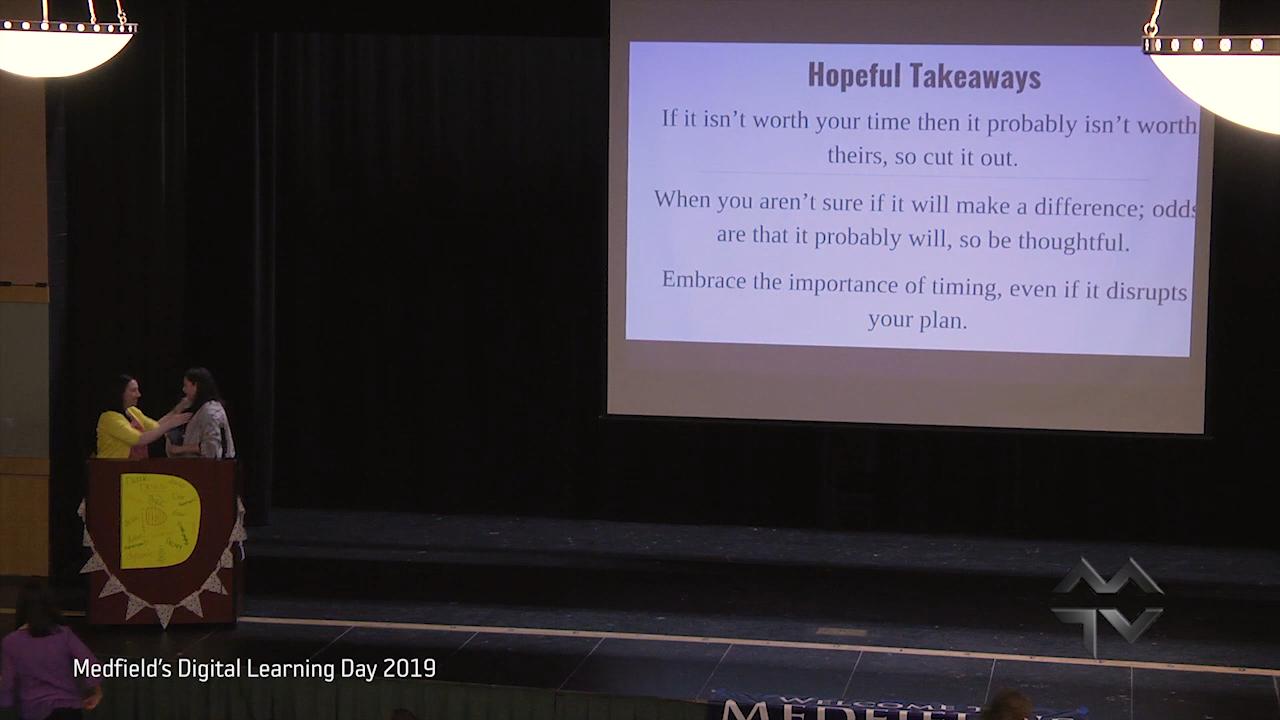 Hopeful Takeaways
If it isn’t worth your time then it probably isn’t worth
theirs, so cut it out.
When you aren’t sure if it will make a difference; odds
are that it probably will, so be thoughtful.
Embrace the importance of timing, even if it disrupts
your plan.
D
MTV
Medfield’s Digital Learning Day 2019
WELCOME